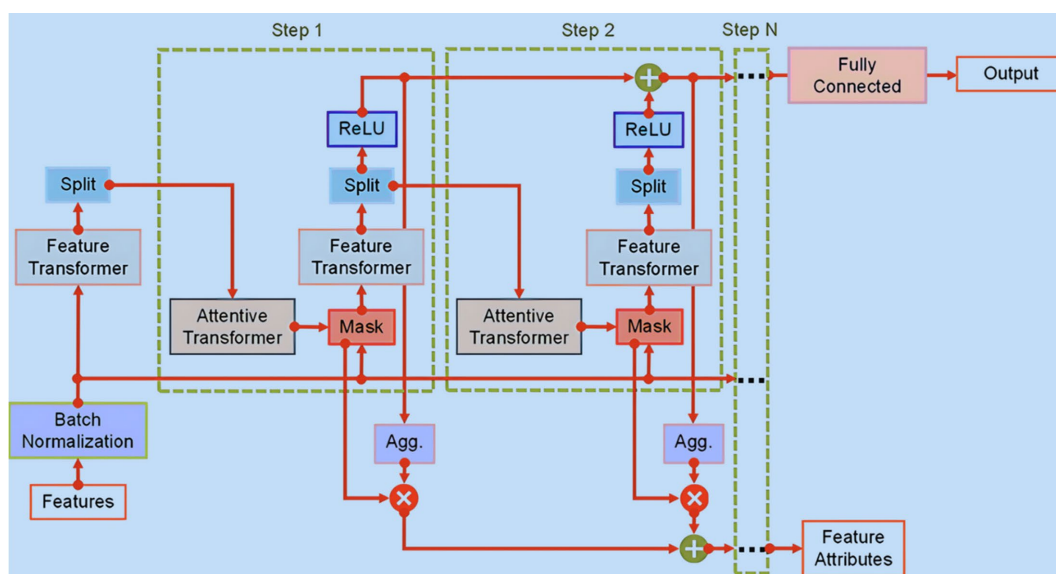 Step 1
Step 2
Step N
Fully
Connected
Output
ReLU
ReLU
Split
Split
Split
Feature
Transformer
Feature
Transformer
Feature
Transformer
Attentive
Transformer
Mask
Attentive
Transformer
Mask
Batch
Normalization
Agg.
Agg.
Features
Feature
Attributes